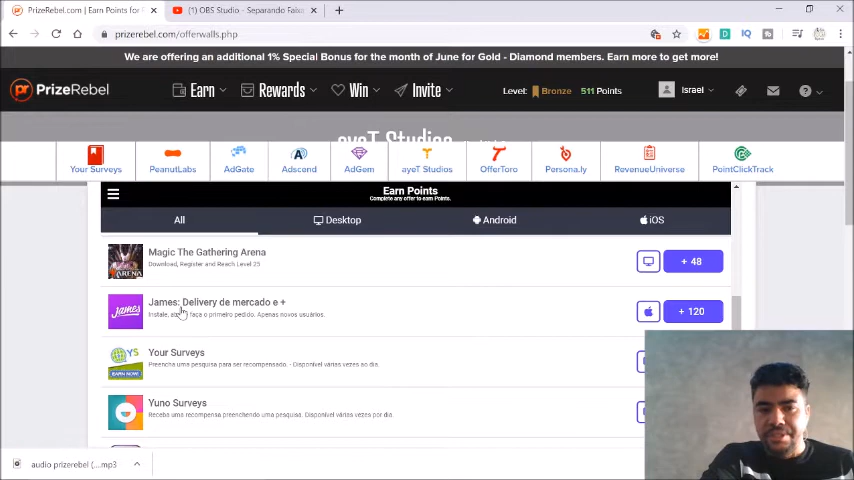 PrizeRebel.com | Earn Points for
(1) OBS Studio - Separando Faixo
prizerebel.com/offerwalls.php
We are offering an additional 1% Special Bonus for the month of June for Gold - Diamond members. Earn more to get more!
pr PrizeRebel
Earn
Rewards
Win
Invite
Level: Bronze 511 Points
Israel
ayeT Studios
Your Surveys
PeanutLabs
AdGate
Adscend
AdGem
ayeT Studios
OfferToro
Persona.ly
RevenueUniverse
PointClickTrack
Earn Points
Complete any offer to earn Points.
All
Desktop
Android
iOS
Magic The Gathering Arena
Download, Register and Reach Level 25
+ 48
James: Delivery de mercado e +
Instale, faça o primeiro pedido. Apenas novos usuários.
+ 120
Your Surveys
Preencha uma pesquisa para ser recompensado. - Disponível várias vezes ao dia.
Yuno Surveys
Receba uma recompensa preenchendo uma pesquisa. Disponível várias vezes por dia.
audio prizerebel (....mp3